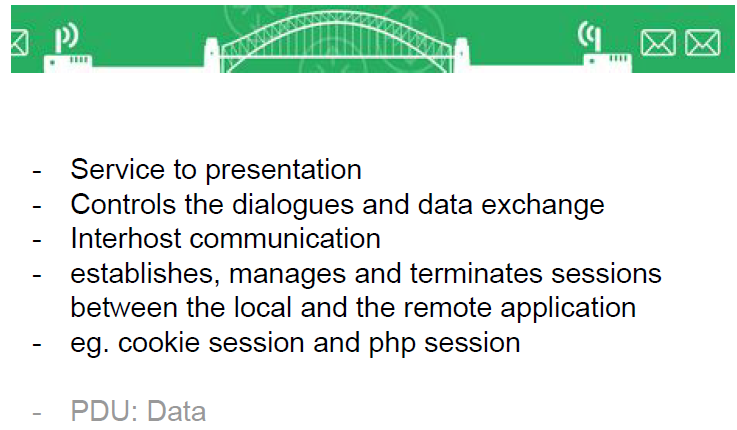 - Service to presentation
- Controls the dialogues and data exchange
- Interhost communication
- establishes, manages and terminates sessions
between the local and the remote application
- eg. cookie session and php session
- PDU: Data